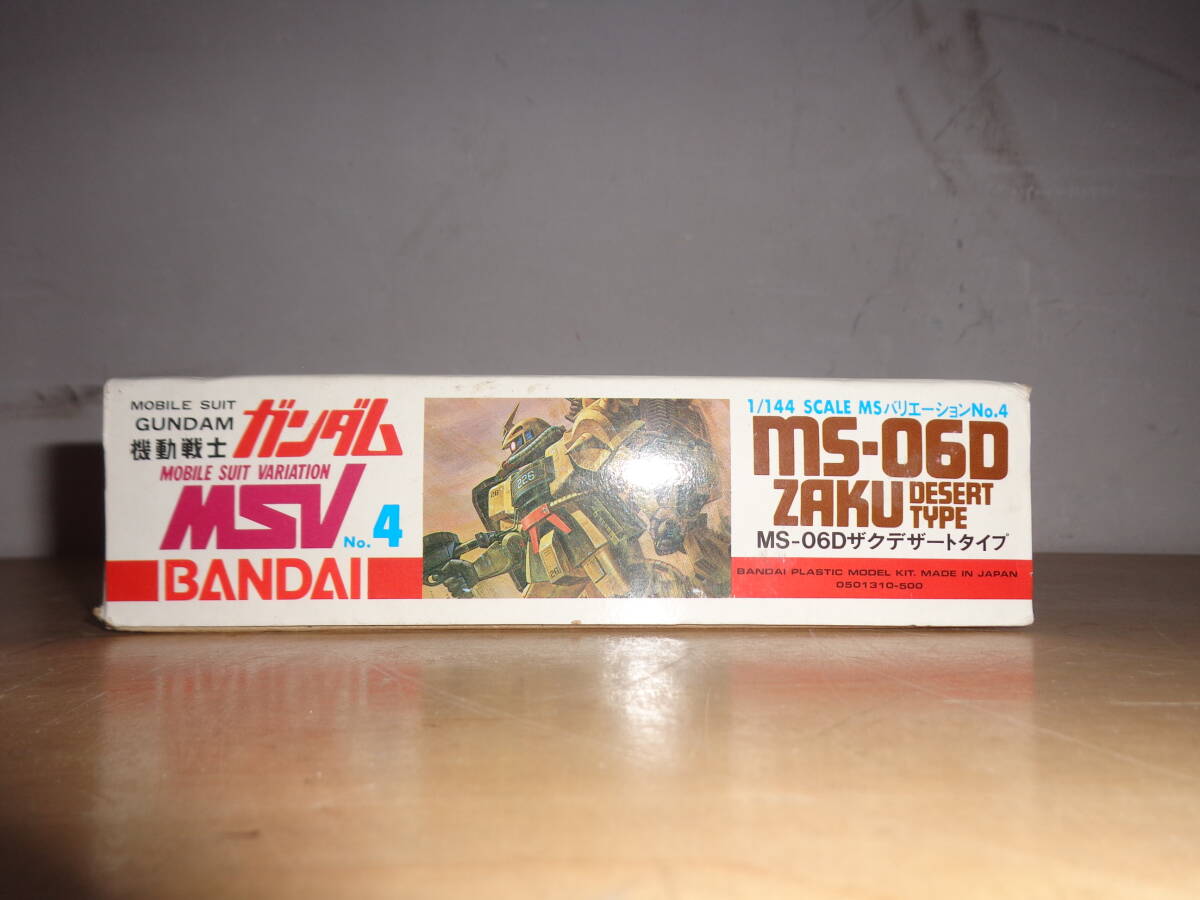 MOBILE SUIT
GUNDAM
機動戦士 ガンダム
MOBILE SUIT VARIATION
MSV No.4
BANDAI
226
26
26
1/144 SCALE MSバリエーションNo.4
MS-06D
ZAKU DESERT TYPE
MS-06Dザクデザートタイプ
BANDAI PLASTIC MODEL KIT. MADE IN JAPAN
0501310-500